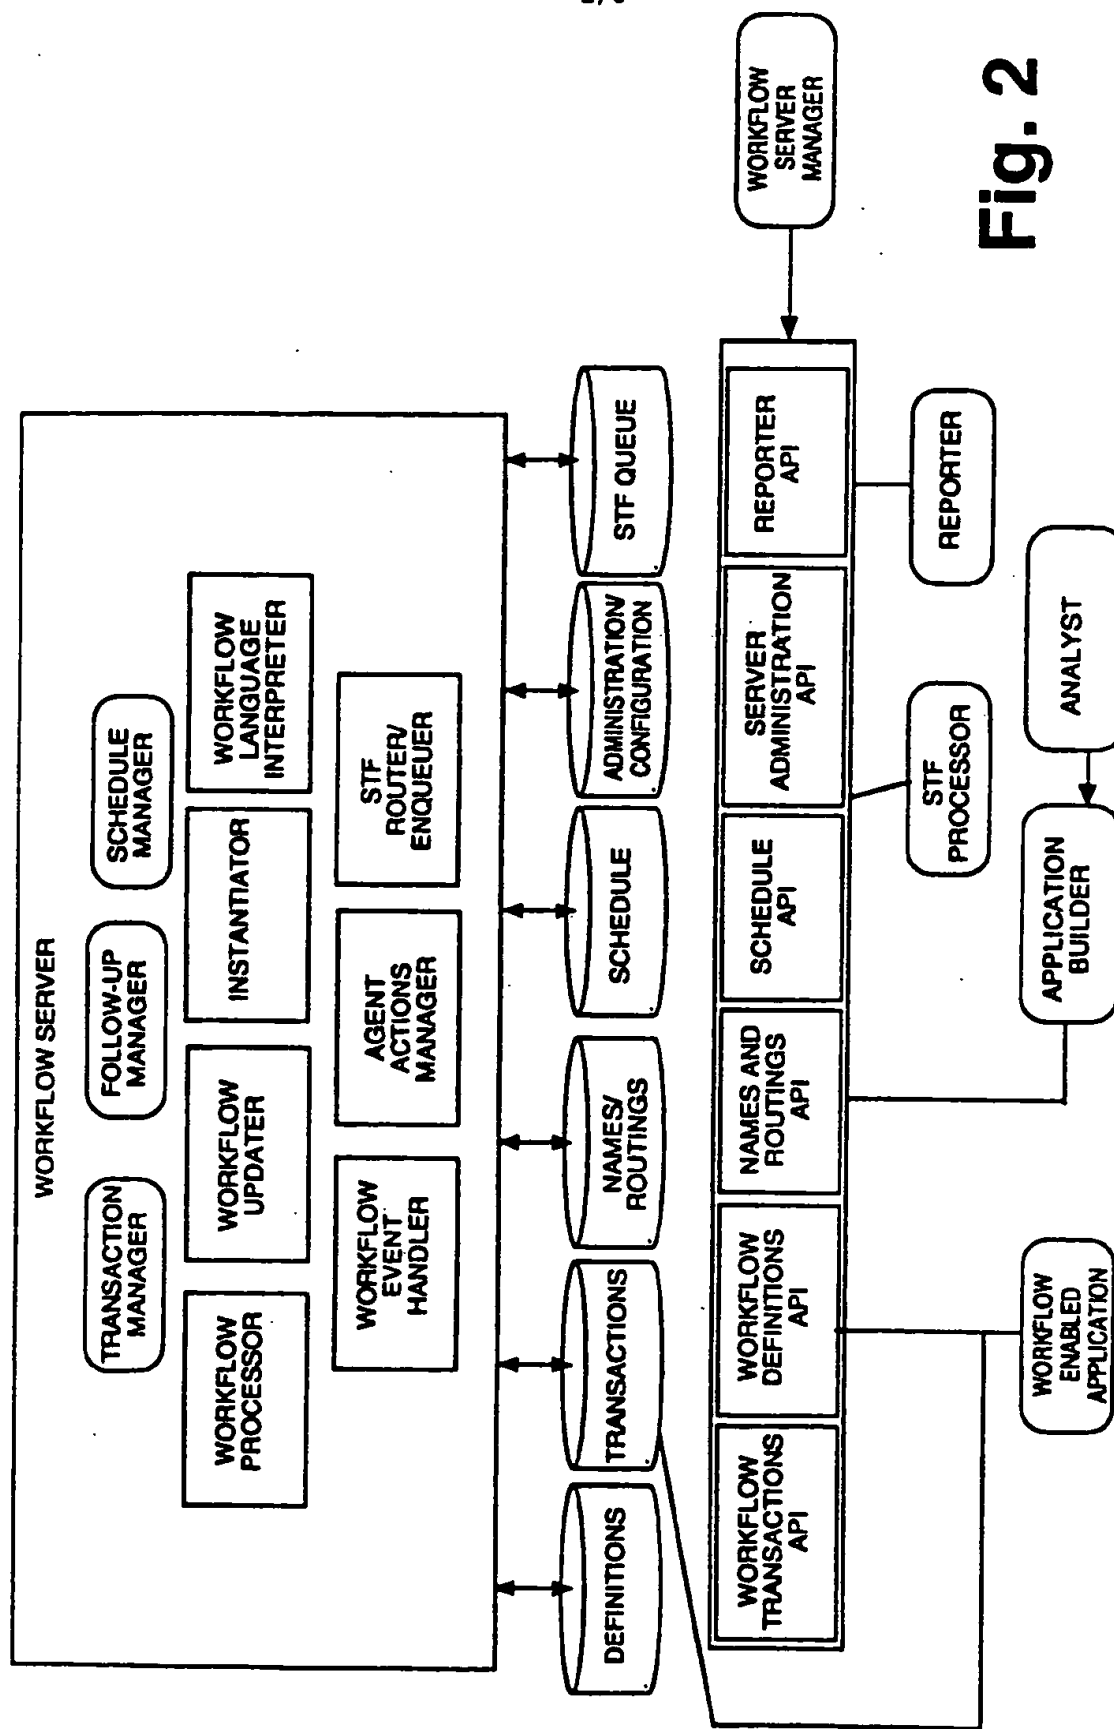 WORKFLOW SERVER
TRANSACTION
MANAGER
FOLLOW-UP
MANAGER
SCHEDULE
MANAGER
WORKFLOW
PROCESSOR
WORKFLOW
UPDATER
INSTANTIATOR
WORKFLOW
LANGUAGE
INTERPRETER
WORKFLOW
EVENT
HANDLER
AGENT
ACTIONS
MANAGER
STF
ROUTER/
ENQUEUER
DEFINITIONS
TRANSACTIONS
NAMES/
ROUTINGS
SCHEDULE
ADMINISTRATION/
CONFIGURATION
STF QUEUE
WORKFLOW
TRANSACTIONS
API
WORKFLOW
DEFINITIONS
API
NAMES AND
ROUTINGS
API
SCHEDULE
API
SERVER
ADMINISTRATION
API
REPORTER
API
WORKFLOW
SERVER
MANAGER
STF
PROCESSOR
REPORTER
WORKFLOW
ENABLED
APPLICATION
APPLICATION
BUILDER
ANALYST
Fig. 2